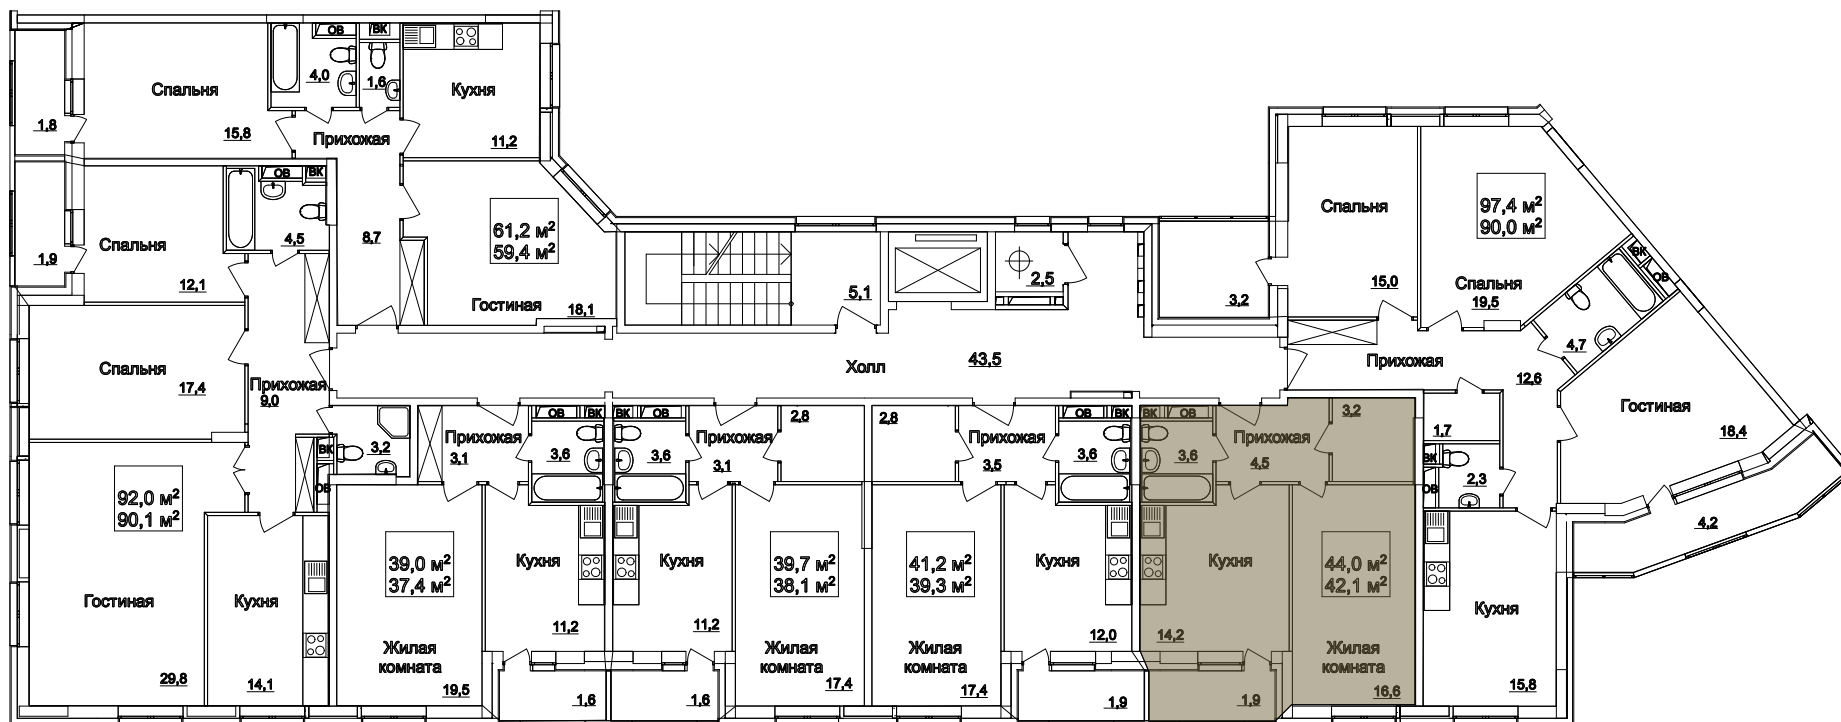 ОВ
ВК
4,0
1,6
Кухня
11,2
Спальня
15,8
1,8
Прихожая
8,7
61,2 м²
59,4 м²
Гостиная
18,1
1,9
Спальня
12,1
ОВ
ВК
4,5
Спальня
17,4
Прихожая
9,0
ВК
ОВ
3,2
92,0 м²
90,1 м²
Гостиная
29,8
Кухня
14,1
5,1
2,5
3,2
Холл
43,5
Прихожая
3,1
ОВ
ВК
3,6
39,0 м²
37,4 м²
Жилая
комната
19,5
Кухня
11,2
1,6
ВК
ОВ
3,6
Прихожая
3,1
2,8
Кухня
11,2
1,6
39,7 м²
38,1 м²
Жилая
комната
17,4
2,8
Прихожая
3,5
ОВ
ВК
3,6
41,2 м²
39,3 м²
Жилая
комната
17,4
Кухня
12,0
1,9
ВК
ОВ
3,6
Прихожая
4,5
3,2
Кухня
14,2
1,9
44,0 м²
42,1 м²
Жилая
комната
16,6
Спальня
15,0
97,4 м²
90,0 м²
Спальня
19,5
ВК
ОВ
4,7
Прихожая
12,6
Гостиная
18,4
4,2
1,7
ВК
ОВ
2,3
Кухня
15,8